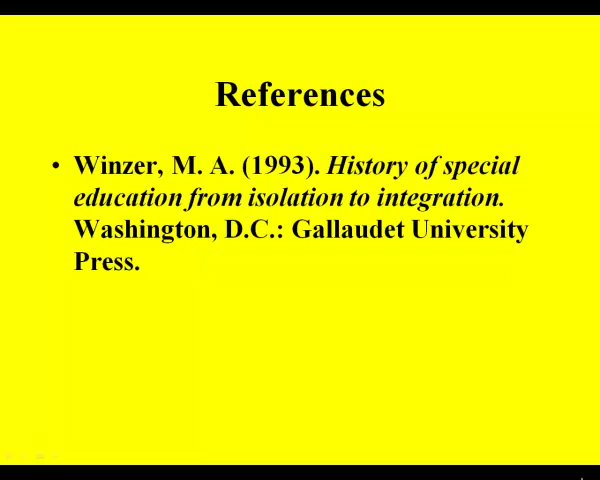 References
• Winzer, M. A. (1993). History of special
education from isolation to integration.
Washington, D.C.: Gallaudet University
Press.